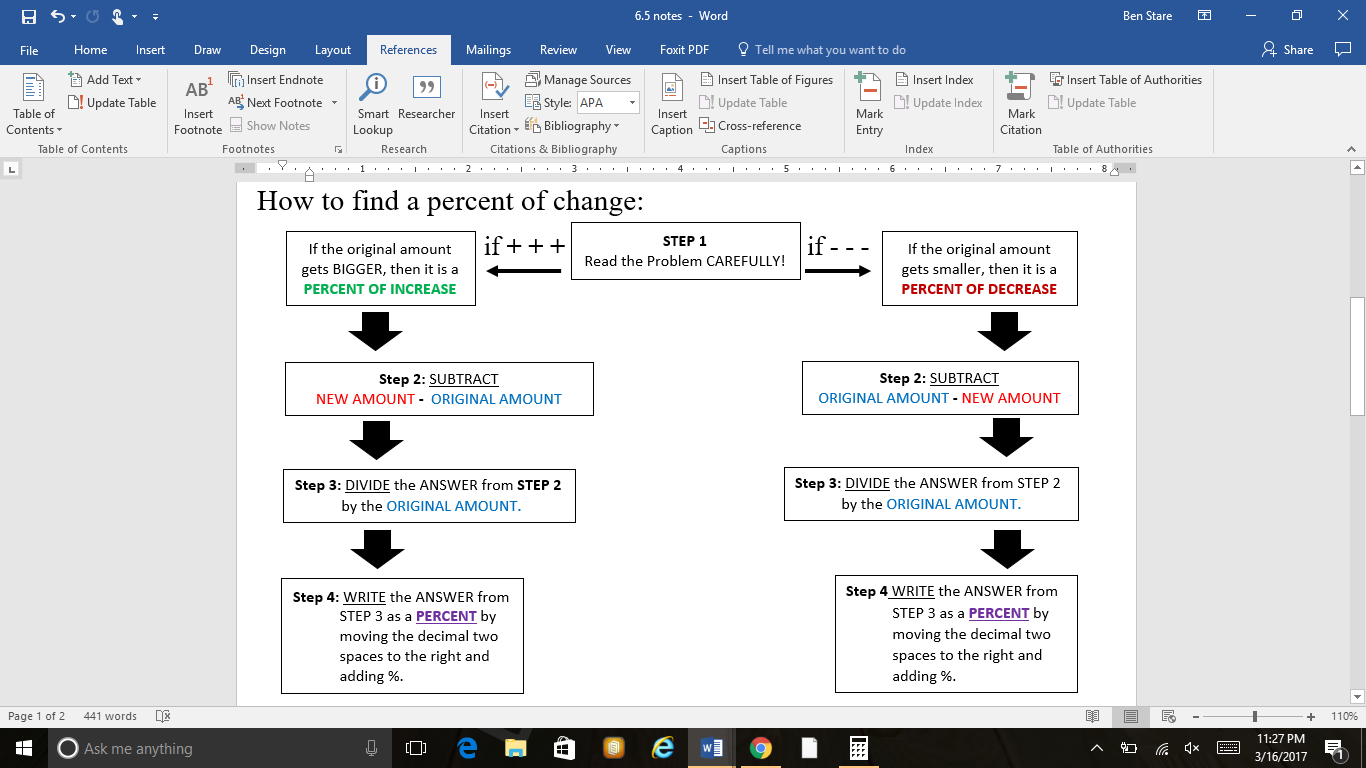 6.5 notes - Word
Ben Stare
File
Home
Insert
Draw
Design
Layout
References
Mailings
Review
View
Foxit PDF
Tell me what you want to do
Share
Table of
Contents
Add Text
Update Table
Table of Contents
AB1
Insert
Footnote
Insert Endnote
AB1 Next Footnote
Show Notes
Footnotes
Smart
Lookup
Researcher
Research
Insert
Citation
Manage Sources
Style: APA
Bibliography
Citations & Bibliography
Insert
Caption
Insert Table of Figures
Update Table
Cross-reference
Captions
Mark
Entry
Insert Index
Update Index
Index
Mark
Citation
Insert Table of Authorities
Update Table
Table of Authorities
L
1 2 3 4 5 6 7 8
How to find a percent of change:
If the original amount
gets BIGGER, then it is a
PERCENT OF INCREASE
if + + +
STEP 1
Read the Problem CAREFULLY!
if - - -
If the original amount
gets smaller, then it is a
PERCENT OF DECREASE
Step 2: SUBTRACT
NEW AMOUNT - ORIGINAL AMOUNT
Step 2: SUBTRACT
ORIGINAL AMOUNT - NEW AMOUNT
Step 3: DIVIDE the ANSWER from STEP 2
by the ORIGINAL AMOUNT.
Step 3: DIVIDE the ANSWER from STEP 2
by the ORIGINAL AMOUNT.
Step 4: WRITE the ANSWER from
STEP 3 as a PERCENT by
moving the decimal two
spaces to the right and
adding %.
Step 4 WRITE the ANSWER from
STEP 3 as a PERCENT by
moving the decimal two
spaces to the right and
adding %.
Page 1 of 2
441 words
110%
Ask me anything
11:27 PM
3/16/2017
1